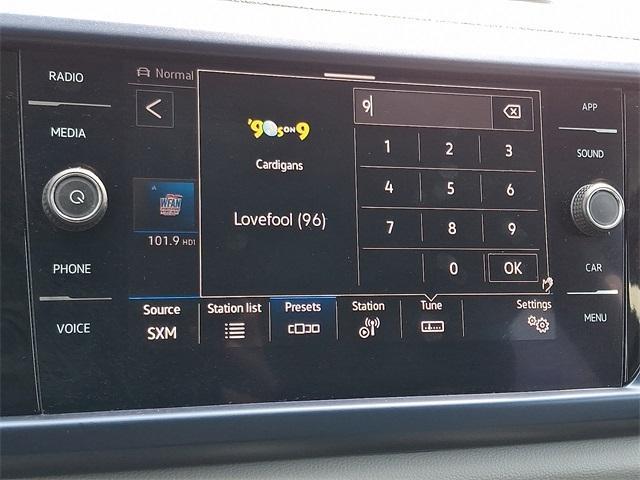 RADIO
MEDIA
PHONE
VOICE
Normal
'90s ON 9
Cardigans
Lovefool (96)
WFAN
101.9 HD1
9
1 2 3
4 5 6
7 8 9
0 OK
Source
SXM
Station list
Presets
Station
Tune
Settings
APP
SOUND
CAR
MENU